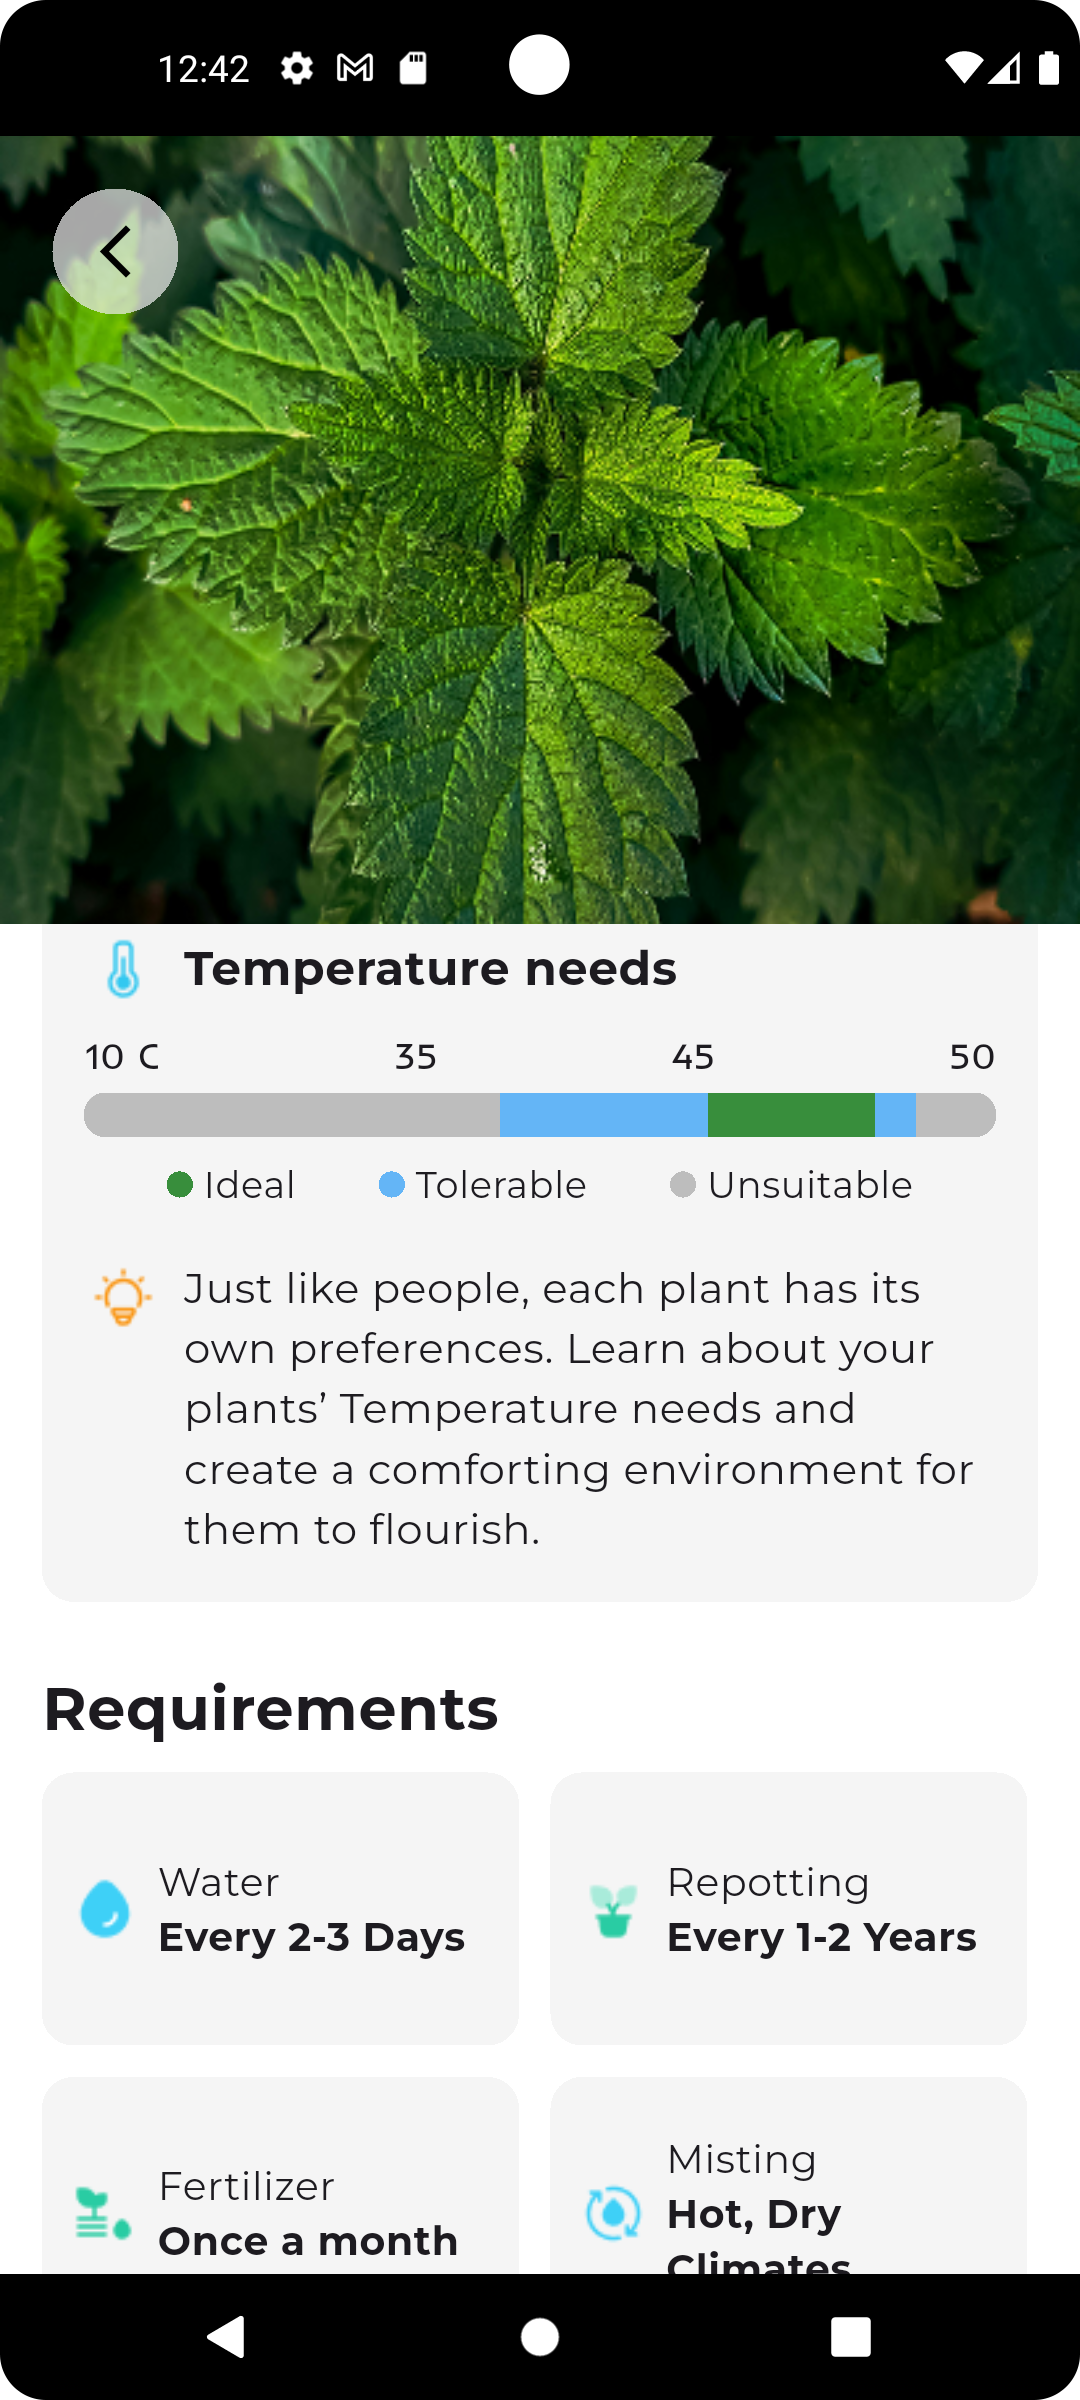 12:42
Temperature needs
10 C 35 45 50
Ideal Tolerable Unsuitable
Just like people, each plant has its
own preferences. Learn about your
plants’ Temperature needs and
create a comforting environment for
them to flourish.
Requirements
Water
Every 2-3 Days
Repotting
Every 1-2 Years
Fertilizer
Once a month
Misting
Hot, Dry
Climates